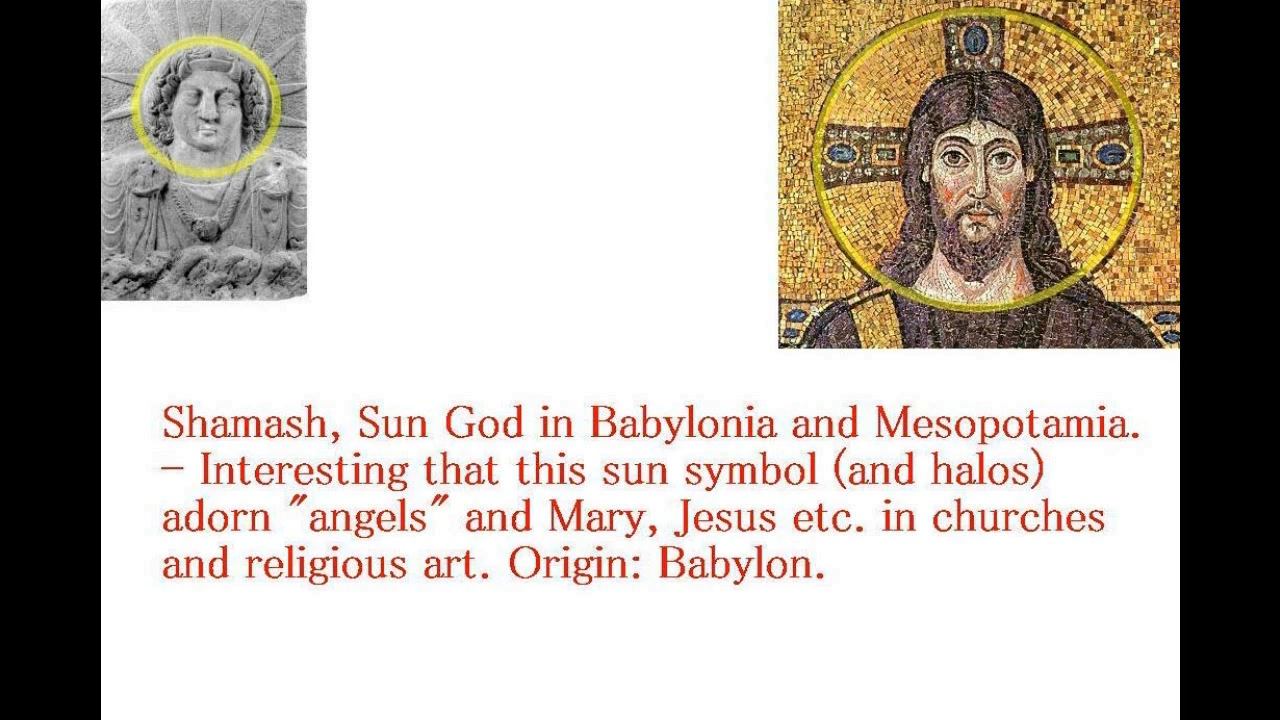 Shamash, Sun God in Babylonia and Mesopotamia.
- Interesting that this sun symbol (and halos)
adorn "angels" and Mary, Jesus etc. in churches
and religious art. Origin: Babylon.